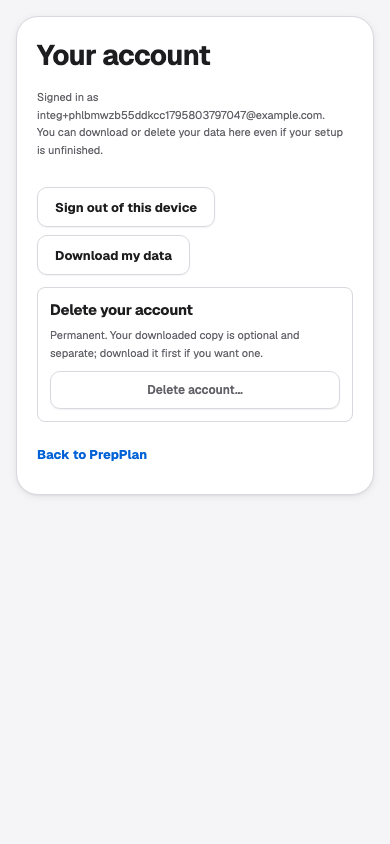 Your account
Signed in as
integ+phlbmwzb55ddkcc1795803797047@example.com.
You can download or delete your data here even if your setup
is unfinished.
Sign out of this device
Download my data
Delete your account
Permanent. Your downloaded copy is optional and
separate; download it first if you want one.
Delete account...
Back to PrepPlan